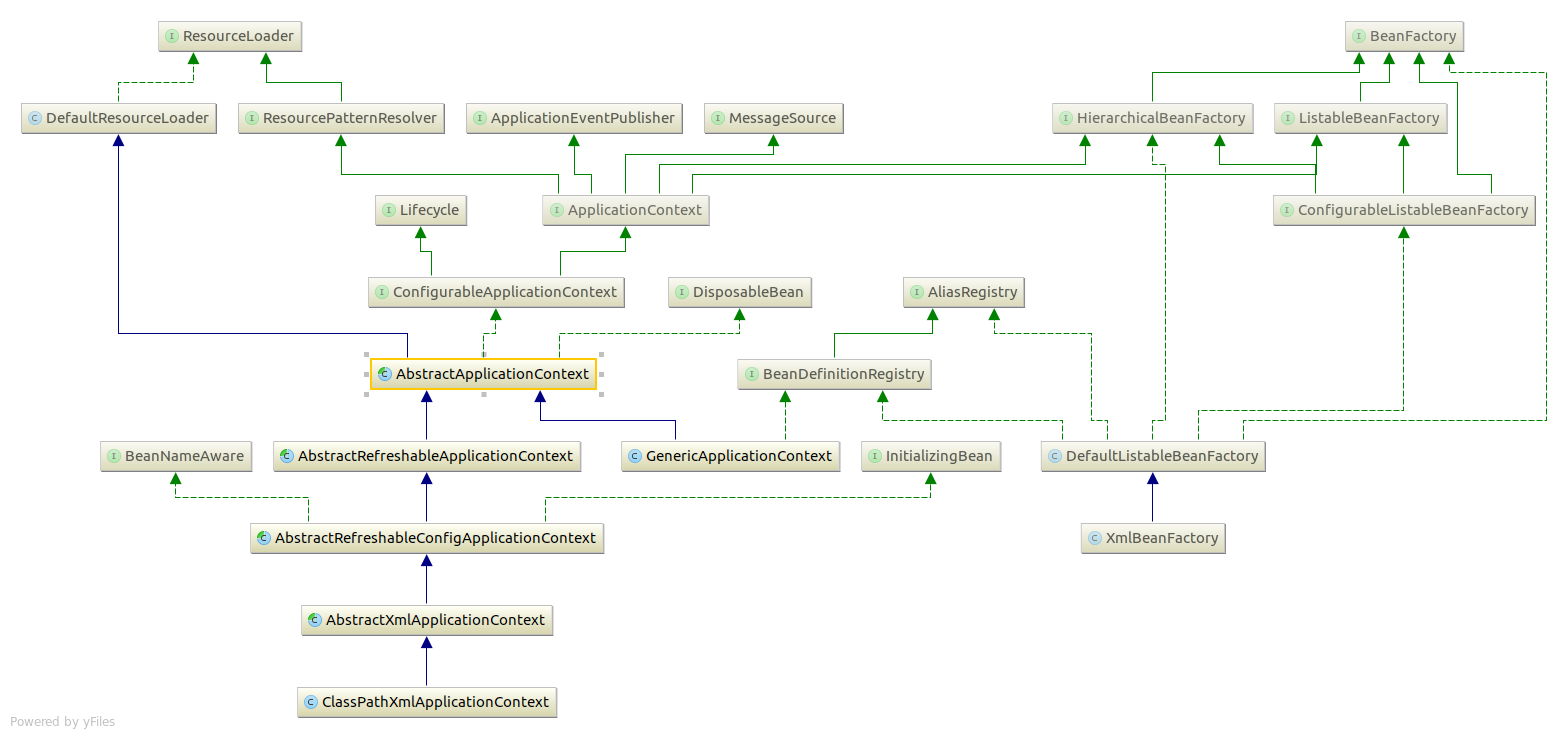 I ResourceLoader
I BeanFactory
C DefaultResourceLoader
I ResourcePatternResolver
I ApplicationEventPublisher
I MessageSource
I HierarchicalBeanFactory
I ListableBeanFactory
I Lifecycle
I ApplicationContext
I ConfigurableListableBeanFactory
I ConfigurableApplicationContext
I DisposableBean
I AliasRegistry
C AbstractApplicationContext
I BeanDefinitionRegistry
I BeanNameAware
C AbstractRefreshableApplicationContext
C GenericApplicationContext
I InitializingBean
C DefaultListableBeanFactory
C AbstractRefreshableConfigApplicationContext
C XmlBeanFactory
C AbstractXmlApplicationContext
C ClassPathXmlApplicationContext
Powered by yFiles